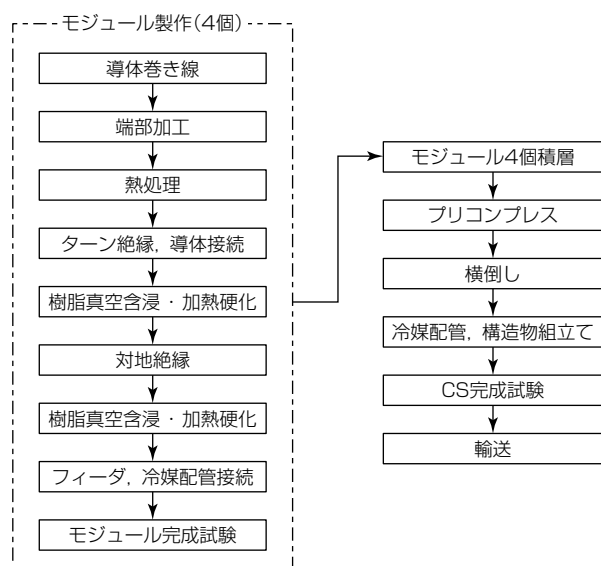 モジュール製作(4個)
導体巻き線
端部加工
熱処理
ターン絶縁, 導体接続
樹脂真空含浸・加熱硬化
対地絶縁
樹脂真空含浸・加熱硬化
フィーダ, 冷媒配管接続
モジュール完成試験
モジュール4個積層
プリコンプレス
横倒し
冷媒配管, 構造物組立て
CS完成試験
輸送